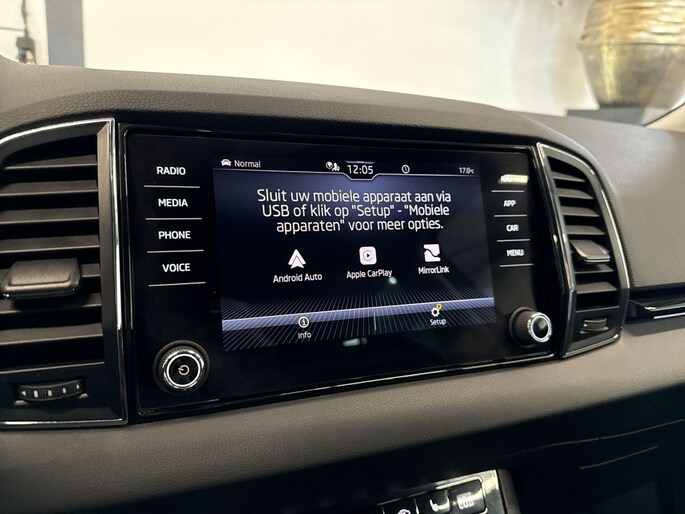 RADIO
MEDIA
PHONE
VOICE
Normal
12:05
17.0°C
Sluit uw mobiele apparaat aan via
USB of klik op "Setup" - "Mobiele
apparaten" voor meer opties.
Android Auto
Apple CarPlay
MirrorLink
Info
Setup
APP
CAR
MENU